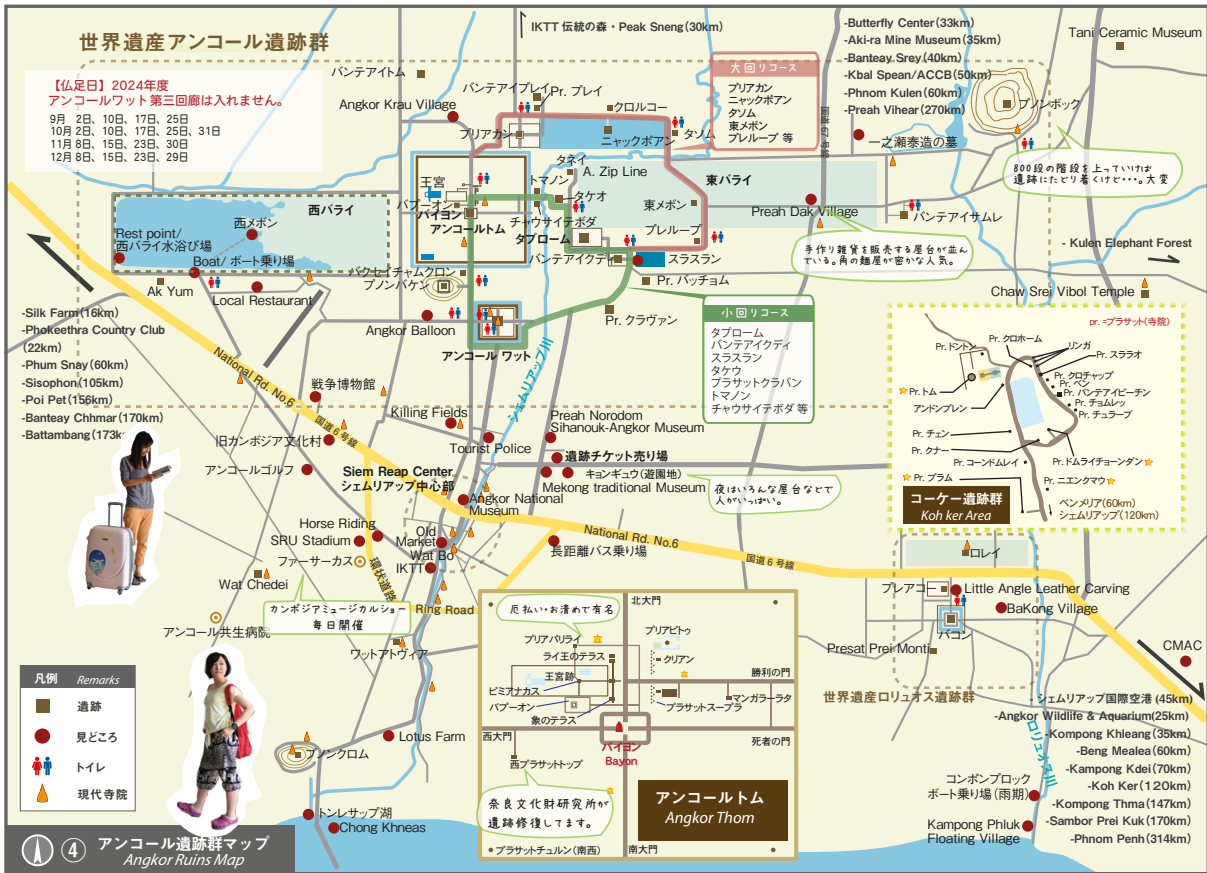 世界遺産アンコール遺跡群
【仏足日】2024年度
アンコールワット第三回廊は入れません。
9月 2日、10日、17日、25日
10月 2日、10日、17日、25日、31日
11月 8日、15日、23日、30日
12月 8日、15日、23日、29日
IKTT 伝統の森・Peak Sneng (30km)
-Butterfly Center (33km)
-Aki-ra Mine Museum (35km)
-Banteay Srey (40km)
-Kbal Spean/ACCB (50km)
-Phnom Kulen (60km)
-Preah Vihear (270km)
Tani Ceramic Museum
プノンボック
800段の階段を上っていけば
遺跡にたどり着くけど・・・。大変
大回りコース
プリアカン
ニャックポアン
タソム
東メボン
プレループ 等
国道67号線
バンテアイトム
バンテアイプレイ
Pr. プレイ
Angkor Krau Village
クロルコー
プリアカン
ニャックポアン
タソム
一之瀬泰造の墓
タネイ
A. Zip Line
王宮
トマノン
タケオ
東バライ
バプーオン
バイヨン
アンコールトム
チャウサイテボダ
東メボン
Preah Dak Village
バンテアイサムレ
タプローム
プレループ
バンテアイクデイ
スラスラン
手作り雑貨を販売する屋台が並ん
でいる。角の麺屋が密かな人気。
- Kulen Elephant Forest
西バライ
西メボン
Rest point/
西バライ水浴び場
Boat/ ボート乗り場
Ak Yum
Local Restaurant
バクセイチャムクロン
プノンバケン
Pr. バッチョム
Chaw Srei Vibol Temple
Angkor Balloon
Pr. クラヴァン
アンコール ワット
シェムリアップ川
小回りコース
タプローム
バンテアイクディ
スラスラン
タケウ
プラサットクラバン
トマノン
チャウサイテボダ 等
-Silk Farm (16km)
-Phokeethra Country Club
(22km)
-Phum Snay (60km)
-Sisophon (105km)
-Poi Pet (156km)
-Banteay Chhmar (170km)
-Battambang (173k
National Rd. No.6
国道6号線
戦争博物館
Killing Fields
Tourist Police
Preah Norodom
Sihanouk-Angkor Museum
旧カンボジア文化村
遺跡チケット売り場
アンコールゴルフ
キョンギュウ(遊園地)
Mekong traditional Museum
夜はいろんな屋台などで
人がいっぱい。
Siem Reap Center
シェムリアップ中心部
Angkor National
Museum
Horse Riding
SRU Stadium
Old
Market
Wat Bo
IKTT
長距離バス乗り場
National Rd. No.6
国道6号線
ファーサーカス
Wat Chedei
環状道路
Ring Road
カンボジアミュージカルショー
毎日開催
アンコール共生病院
ワットアトヴィア
pr. =プラサット(寺院)
Pr. クロホーム
リンガ
Pr. ドントン
Pr. スララオ
Pr. クロチャップ
Pr. ベン
Pr. バンテアイピーチン
Pr. トム
アンドンプレン
Pr. チョムレッ
Pr. チュラープ
Pr. チェン
Pr. クナー
Pr. コーンドムレイ
Pr. ドムライチョーンダン
Pr. プラム
Pr. ニエンクマウ
コーケー遺跡群
Koh ker Area
ベンメリア(60km)
シェムリアップ(120km)
ロレイ
プレアコ
Little Angle Leather Carving
BaKong Village
バコン
Presat Prei Monti
世界遺産ロリュオス遺跡群
ロリュオス川
CMAC
- シェムリアップ国際空港 (45km)
-Angkor Wildlife & Aquarium(25km)
-Kompong Khleang (35km)
-Beng Mealea (60km)
-Kampong Kdei (70km)
-Koh Ker (120km)
-Kompong Thma (147km)
-Sambor Prei Kuk (170km)
-Phnom Penh (314km)
コンポンプロック
ボート乗り場(雨期)
Kampong Phluk
Floating Village
厄払い・お清めで有名
北大門
プリアパリライ
プリアピトゥ
ライ王のテラス
クリアン
王宮跡
勝利の門
ピミアナカス
バプーオン
プラサットスープラ
マンガラーラタ
象のテラス
西大門
バイヨン
Bayon
死者の門
西プラサットトップ
奈良文化財研究所が
遺跡修復してます。
アンコールトム
Angkor Thom
プラサットチュルン(南西)
南大門
凡例 Remarks
遺跡
見どころ
トイレ
現代寺院
プノンクロム
Lotus Farm
トンレサップ湖
Chong Khneas
④ アンコール遺跡群マップ
Angkor Ruins Map